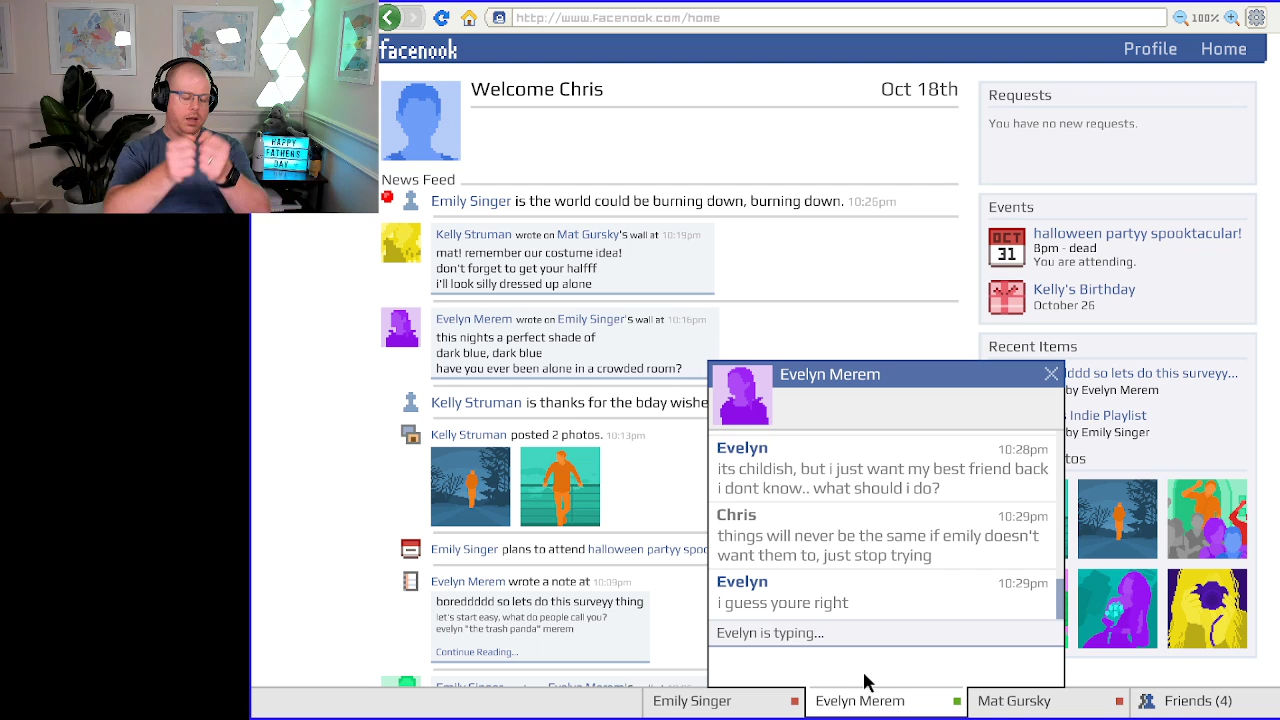 http://www.Facenook.com/home
100%
facenook
Profile
Home
HAPPY
FATHERS
DAY
Welcome Chris
Oct 18th
News Feed
Emily Singer is the world could be burning down, burning down. 10:26pm
Kelly Struman wrote on Mat Gursky's wall at 10:19pm
mat! remember our costume idea!
don't forget to get your halfff
i'll look silly dressed up alone
Evelyn Merem wrote on Emily Singer's wall at 10:16pm
this nights a perfect shade of
dark blue, dark blue
have you ever been alone in a crowded room?
Kelly Struman is thanks for the bday wishe
Kelly Struman posted 2 photos. 10:13pm
Emily Singer plans to attend halloween partyy spoo
Evelyn Merem wrote a note at 10:09pm
boreddddd so lets do this surveyy thing
let's start easy, what do people call you?
evelyn "the trash panda" merem
Continue Reading...
Requests
You have no new requests.
Events
OCT
31
halloween partyy spooktacular!
8pm - dead
You are attending.
Kelly's Birthday
October 26
Recent Items
ddd so lets do this surveyy...
by Evelyn Merem
Indie Playlist
by Emily Singer
Evelyn Merem
Evelyn
10:28pm
its childish, but i just want my best friend back
i dont know.. what should i do?
Chris
10:29pm
things will never be the same if emily doesn't
want them to, just stop trying
Evelyn
10:29pm
i guess youre right
Evelyn is typing...
Emily Singer
Evelyn Merem
Mat Gursky
Friends (4)